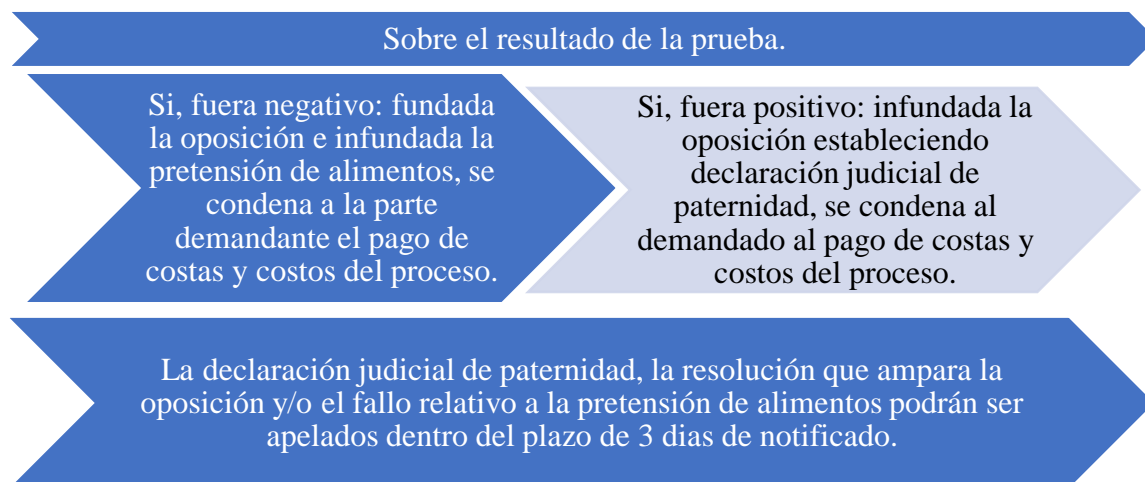 Sobre el resultado de la prueba.
Si, fuera negativo: fundada
la oposición e infundada la
pretensión de alimentos, se
condena a la parte
demandante el pago de
costas y costos del proceso.
Si, fuera positivo: infundada la
oposición estableciendo
declaración judicial de
paternidad, se condena al
demandado al pago de costas y
costos del proceso.
La declaración judicial de paternidad, la resolución que ampara la
oposición y/o el fallo relativo a la pretensión de alimentos podrán ser
apelados dentro del plazo de 3 dias de notificado.